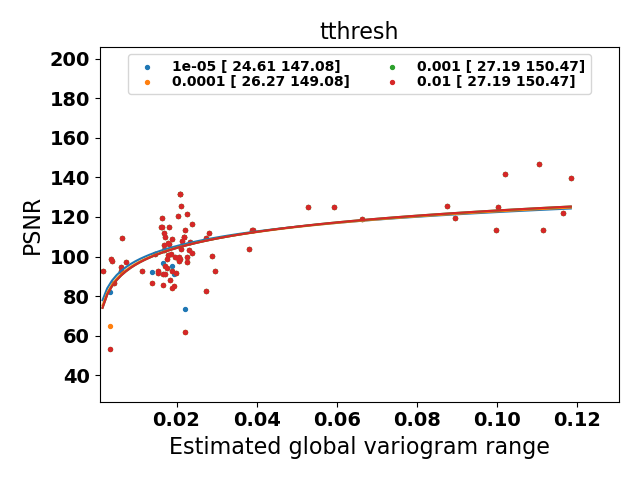 tthresh
1e-05 [ 24.61 147.08]
0.0001 [ 26.27 149.08]
0.001 [ 27.19 150.47]
0.01 [ 27.19 150.47]
PSNR
200
180
160
140
120
100
80
60
40
0.02 0.04 0.06 0.08 0.10 0.12
Estimated global variogram range